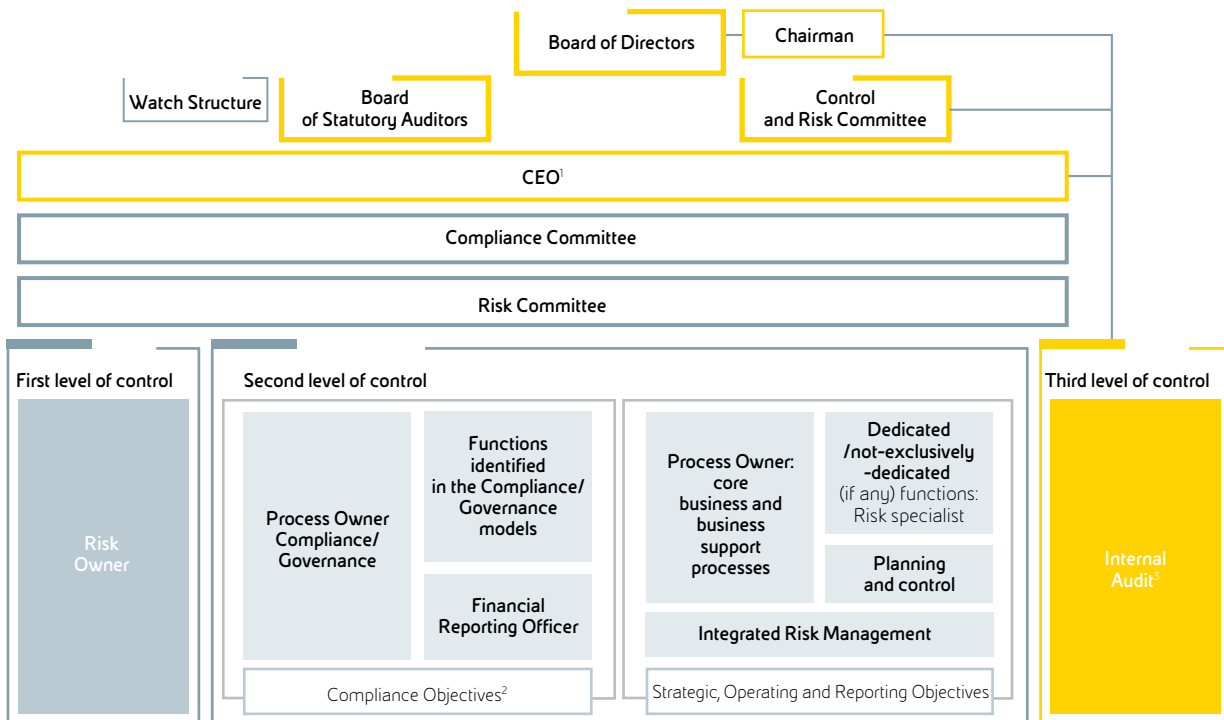 Board of Directors
Chairman
Watch Structure
Board
of Statutory Auditors
Control
and Risk Committee
CEO¹
Compliance Committee
Risk Committee
First level of control
Risk
Owner
Second level of control
Process Owner
Compliance/
Governance
Functions
identified
in the Compliance/
Governance
models
Financial
Reporting Officer
Compliance Objectives²
Process Owner:
core
business and
business
support
processes
Dedicated
/not-exclusively
-dedicated
(if any) functions:
Risk specialist
Planning
and control
Integrated Risk Management
Strategic, Operating and Reporting Objectives
Third level of control
Internal
Audit³